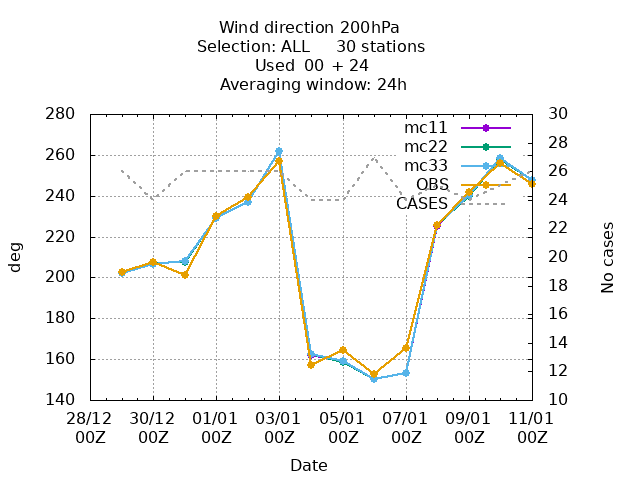 Wind direction 200hPa
Selection: ALL 30 stations
Used 00 + 24
Averaging window: 24h
280 30
mc11
28
mc22
260 26
mc33
OBS
240 24
CASES
22
220
deg
20
No cases
200
18
180
16
14
160
12
140 10
28/12 30/12 01/01 03/01 05/01 07/01 09/01 11/01
00Z 00Z 00Z 00Z 00Z 00Z 00Z 00Z
Date